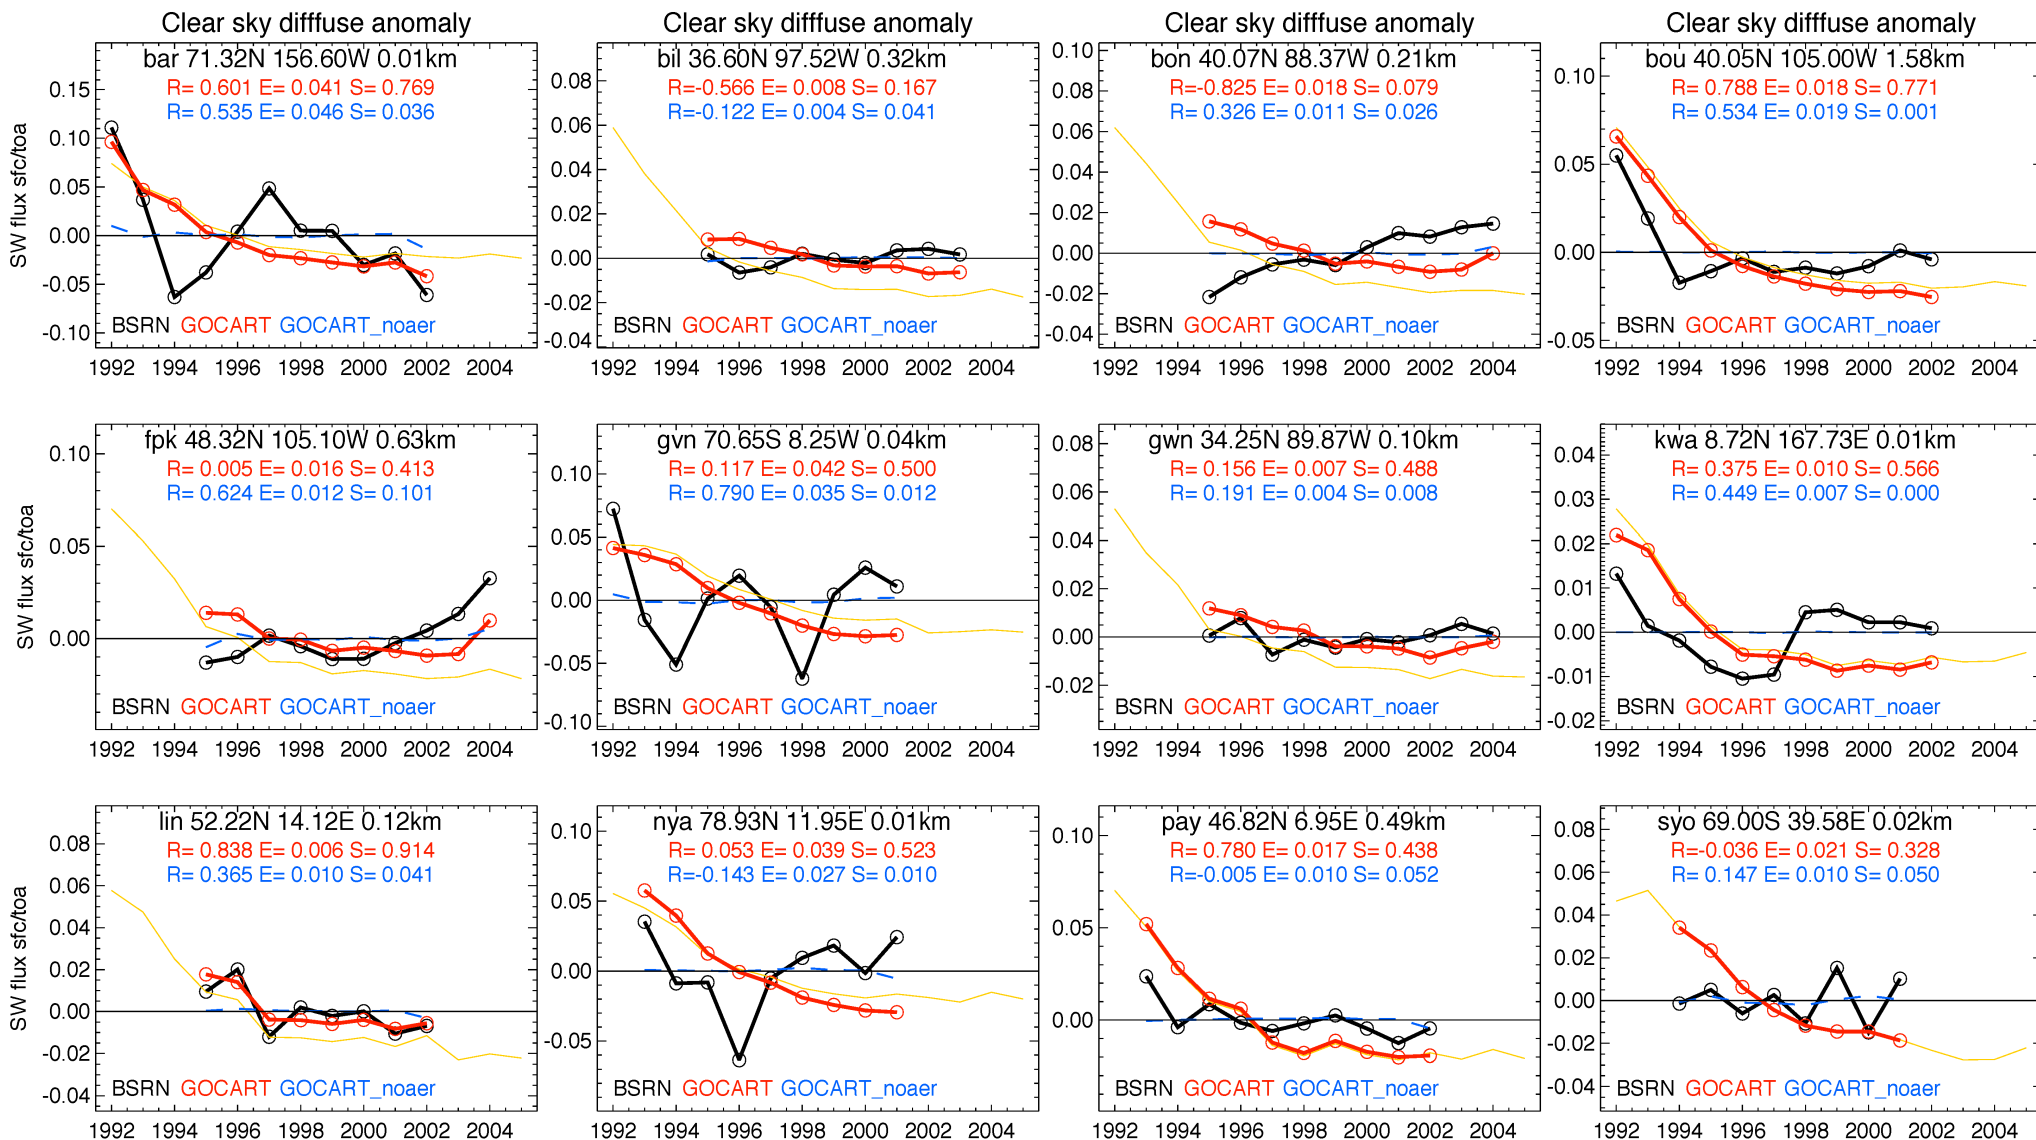 Clear sky difffuse anomaly
Clear sky difffuse anomaly
Clear sky difffuse anomaly
Clear sky difffuse anomaly
bar 71.32N 156.60W 0.01km
R= 0.601 E= 0.041 S= 0.769
R= 0.535 E= 0.046 S= 0.036
SW flux sfc/toa
0.15
0.10
0.05
0.00
-0.05
-0.10
BSRN GOCART GOCART_noaer
1992 1994 1996 1998 2000 2002 2004
bil 36.60N 97.52W 0.32km
R=-0.566 E= 0.008 S= 0.167
R=-0.122 E= 0.004 S= 0.041
0.08
0.06
0.04
0.02
0.00
-0.02
-0.04
BSRN GOCART GOCART_noaer
1992 1994 1996 1998 2000 2002 2004
bon 40.07N 88.37W 0.21km
R=-0.825 E= 0.018 S= 0.079
R= 0.326 E= 0.011 S= 0.026
0.10
0.08
0.06
0.04
0.02
0.00
-0.02
-0.04
BSRN GOCART GOCART_noaer
1992 1994 1996 1998 2000 2002 2004
bou 40.05N 105.00W 1.58km
R= 0.788 E= 0.018 S= 0.771
R= 0.534 E= 0.019 S= 0.001
0.10
0.05
0.00
-0.05
BSRN GOCART GOCART_noaer
1992 1994 1996 1998 2000 2002 2004
fpk 48.32N 105.10W 0.63km
R= 0.005 E= 0.016 S= 0.413
R= 0.624 E= 0.012 S= 0.101
SW flux sfc/toa
0.10
0.05
0.00
BSRN GOCART GOCART_noaer
1992 1994 1996 1998 2000 2002 2004
gvn 70.65S 8.25W 0.04km
R= 0.117 E= 0.042 S= 0.500
R= 0.790 E= 0.035 S= 0.012
0.10
0.05
0.00
-0.05
-0.10
BSRN GOCART GOCART_noaer
1992 1994 1996 1998 2000 2002 2004
gwn 34.25N 89.87W 0.10km
R= 0.156 E= 0.007 S= 0.488
R= 0.191 E= 0.004 S= 0.008
0.08
0.06
0.04
0.02
0.00
-0.02
BSRN GOCART GOCART_noaer
1992 1994 1996 1998 2000 2002 2004
kwa 8.72N 167.73E 0.01km
R= 0.375 E= 0.010 S= 0.566
R= 0.449 E= 0.007 S= 0.000
0.04
0.03
0.02
0.01
0.00
-0.01
-0.02
BSRN GOCART GOCART_noaer
1992 1994 1996 1998 2000 2002 2004
lin 52.22N 14.12E 0.12km
R= 0.838 E= 0.006 S= 0.914
R= 0.365 E= 0.010 S= 0.041
SW flux sfc/toa
0.08
0.06
0.04
0.02
0.00
-0.02
-0.04
BSRN GOCART GOCART_noaer
1992 1994 1996 1998 2000 2002 2004
nya 78.93N 11.95E 0.01km
R= 0.053 E= 0.039 S= 0.523
R=-0.143 E= 0.027 S= 0.010
0.10
0.05
0.00
-0.05
BSRN GOCART GOCART_noaer
1992 1994 1996 1998 2000 2002 2004
pay 46.82N 6.95E 0.49km
R= 0.780 E= 0.017 S= 0.438
R=-0.005 E= 0.010 S= 0.052
0.10
0.05
0.00
BSRN GOCART GOCART_noaer
1992 1994 1996 1998 2000 2002 2004
syo 69.00S 39.58E 0.02km
R=-0.036 E= 0.021 S= 0.328
R= 0.147 E= 0.010 S= 0.050
0.08
0.06
0.04
0.02
0.00
-0.02
-0.04
BSRN GOCART GOCART_noaer
1992 1994 1996 1998 2000 2002 2004